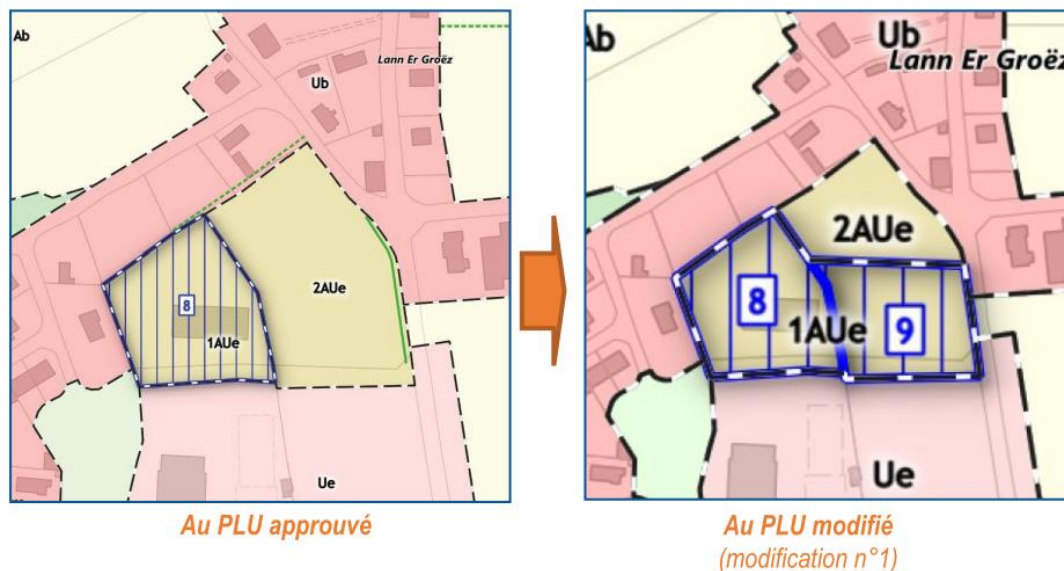 Ab
Ub
Lann Er Groëz
2AUe
8
1AUe
Ue
Au PLU approuvé
Ab
Ub
Lann Er Groëz
2AUe
8
1AUe
9
Ue
Au PLU modifié
(modification n°1)